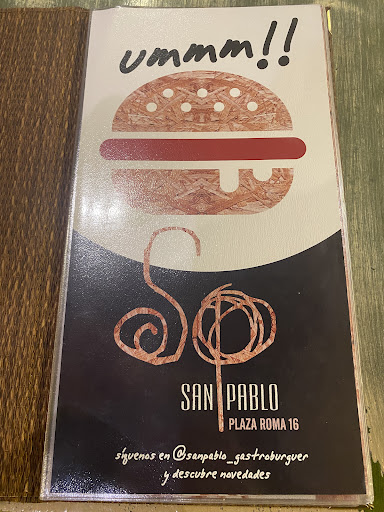 ummm!!
Sp
SAN PABLO
PLAZA ROMA 16
síguenos en @sanpablo_gastroburguer
y descubre novedades